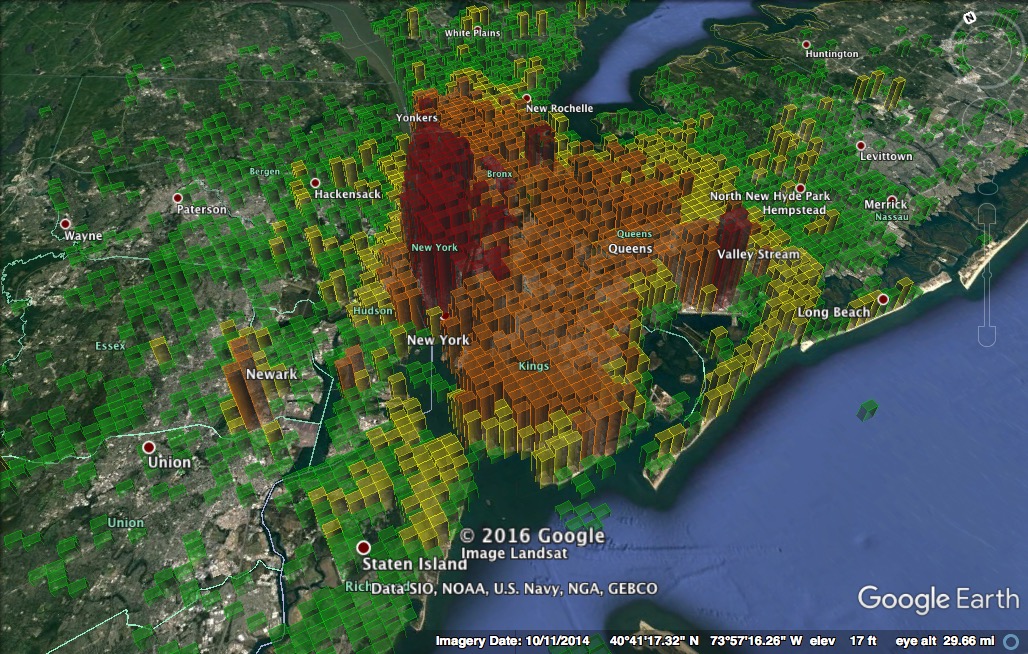 White Plains
N
Huntington
New Rochelle
Yonkers
Levittown
Bergen
Bronx
Hackensack
North New Hyde Park
Merrick
Paterson
Hempstead
Nassau
Wayne
Queens
New York
Queens
Valley Stream
Hudson
Long Beach
New York
Essex
Kings
Newark
Union
Union
© 2016 Google
Image Landsat
Staten Island
Data SIO, NOAA, U.S. Navy, NGA, GEBCO
Google Earth
Imagery Date: 10/11/2014 40°41'17.32" N 73°57'16.26" W elev 17 ft eye alt 29.66 mi